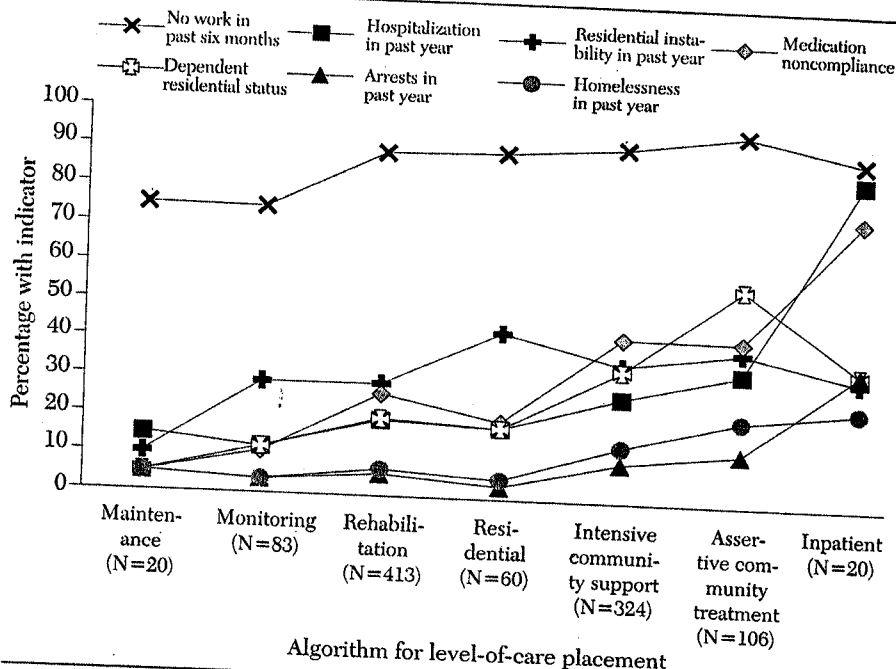 No work in
past six months
Hospitalization
in past year
Residential insta-
bility in past year
Medication
noncompliance
Dependent
residential status
Arrests in
past year
Homelessness
in past year
Percentage with indicator
100
90
80
70
60
50
40
30
20
10
0
Mainten-
ance
(N=20)
Monitoring
(N=83)
Rehabili-
tation
(N=413)
Resi-
dential
(N=60)
Intensive
communi-
ty support
(N=324)
Asser-
tive com-
munity
treatment
(N=106)
Inpatient
(N=20)
Algorithm for level-of-care placement